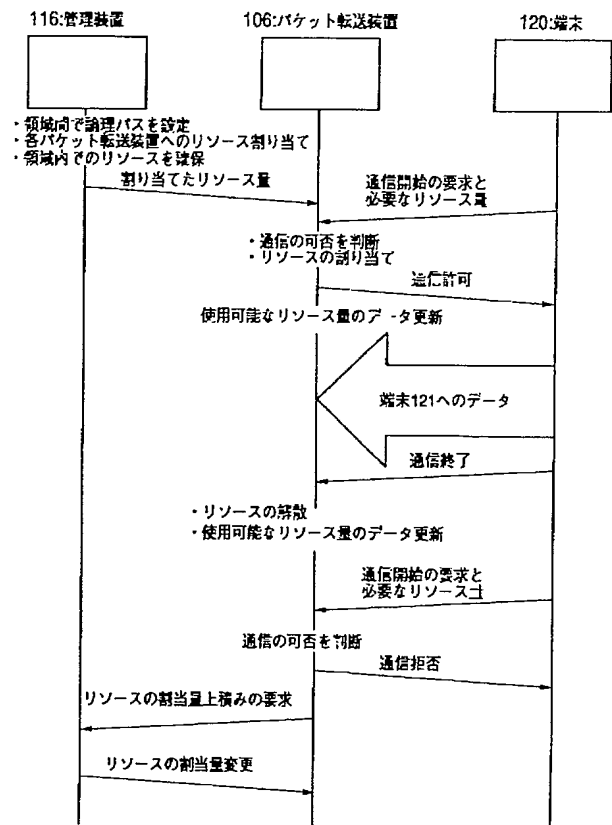 116:管理装置
106:パケット転送装置
120:端末
・領域間で論理パスを設定
・各パケット転送装置へのリソース割り当て
・領域内でのリソースを確保
割り当てたリソース量
通信開始の要求と
必要なリソース量
・通信の可否を判断
・リソースの割り当て
通信許可
使用可能なリソース量のデータ更新
端末121へのデータ
通信終了
・リソースの解散
・使用可能なリソース量のデータ更新
通信開始の要求と
必要なリソース
通信の可否を判断
通信拒否
リソースの割当量上積みの要求
リソースの割当量変更